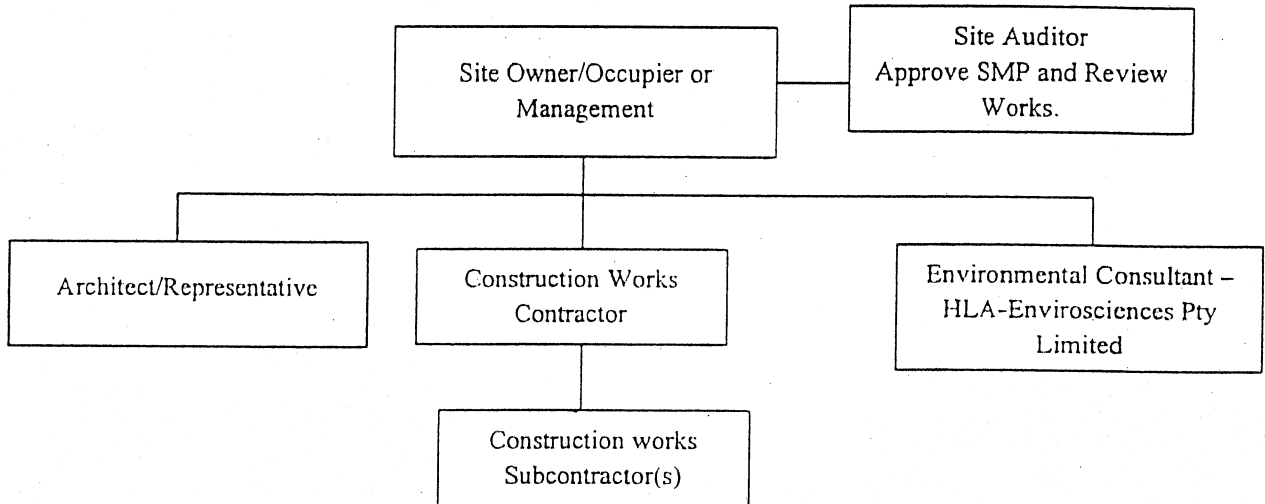 Site Owner/Occupier or
Management
Site Auditor
Approve SMP and Review
Works.
Architect/Representative
Construction Works
Contractor
Environmental Consultant –
HLA-Envirosciences Pty
Limited
Construction works
Subcontractor(s)